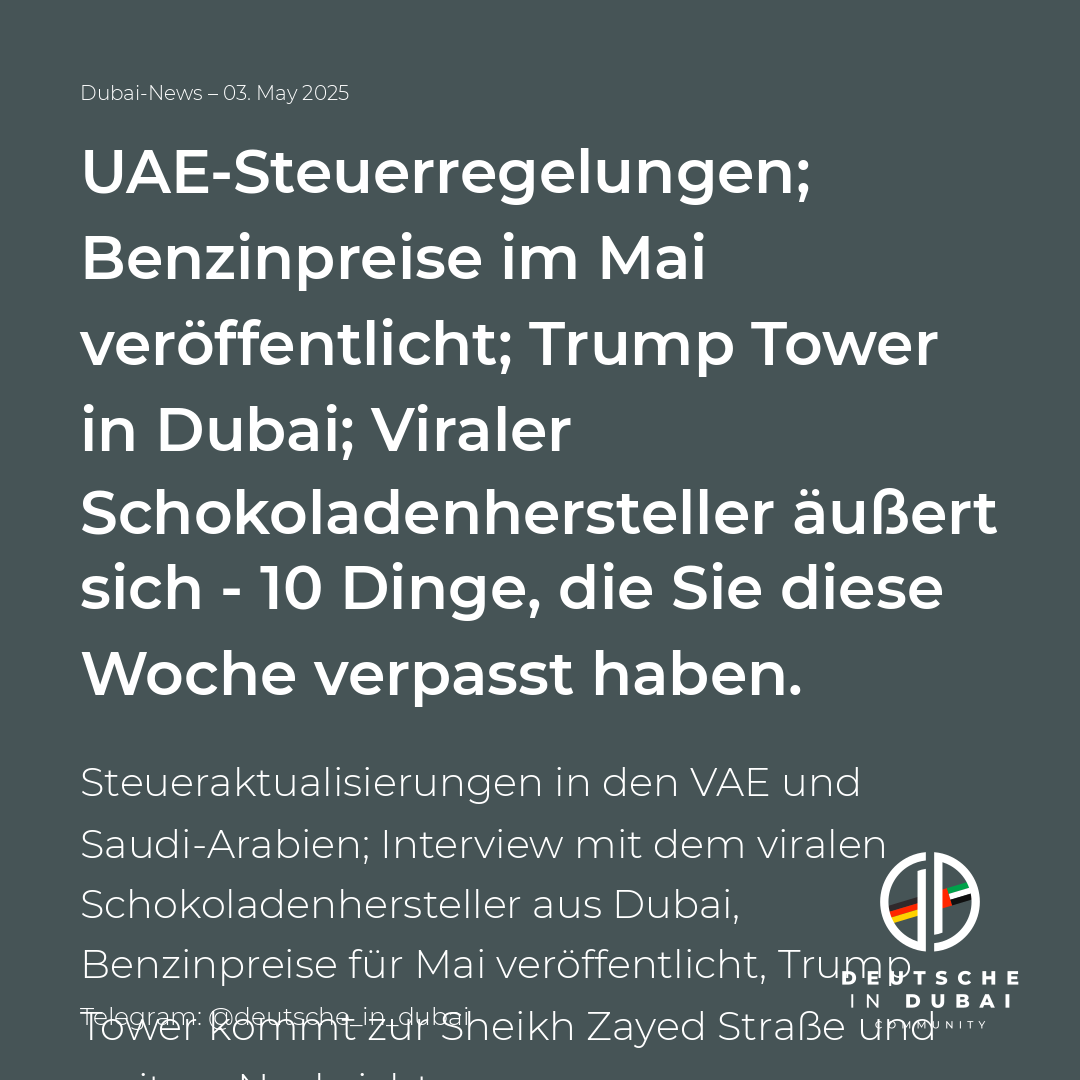 Dubai-News – 03. May 2025
UAE-Steuerregelungen;
Benzinpreise im Mai
veröffentlicht; Trump Tower
in Dubai; Viraler
Schokoladenhersteller äußert
sich - 10 Dinge, die Sie diese
Woche verpasst haben.
Steueraktualisierungen in den VAE und
Saudi-Arabien; Interview mit dem viralen
Schokoladenhersteller aus Dubai,
Benzinpreise für Mai veröffentlicht, Trump
Tower kommt zur Sheikh Zayed Straße und
Telegram: @deutsche_in_dubai
DEUTSCHE
IN DUBAI
COMMUNITY